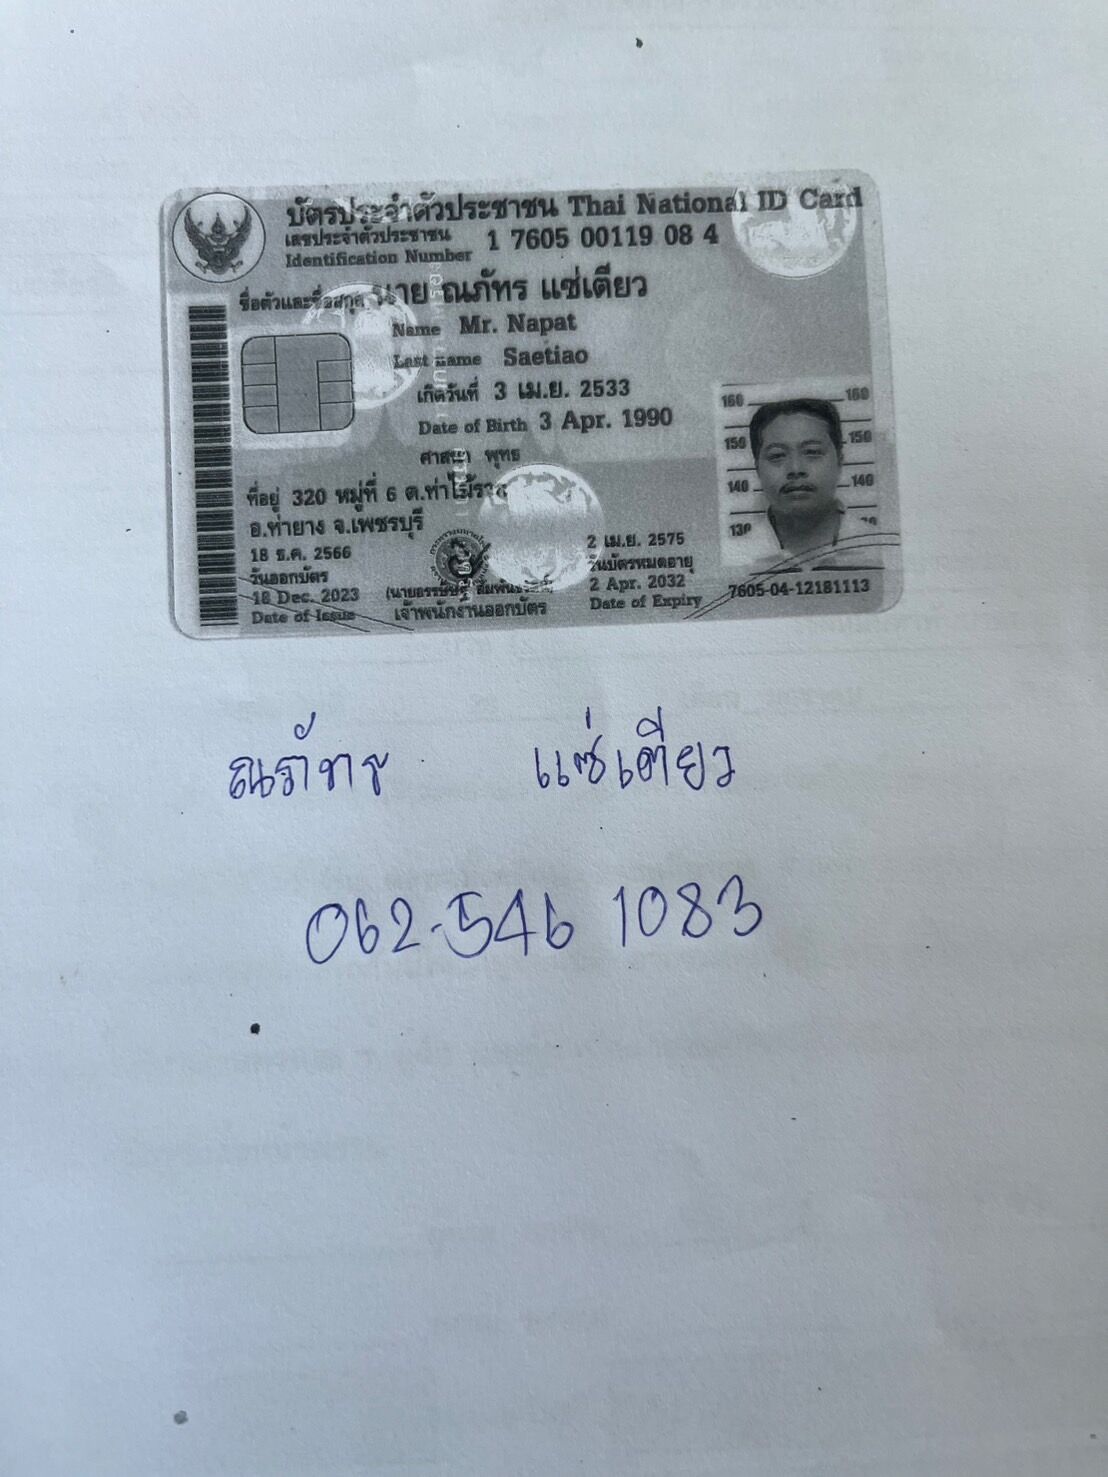 บัตรประจำตัวประชาชน Thai National ID Card
เลขประจำตัวประชาชน 1 7605 00119 08 4
Identification Number
ชื่อตัวและชื่อสกุล นาย ณภัทร แซ่เตียว
Name Mr. Napat
Last name Saetiao
เกิดวันที่ 3 เม.ย. 2533
Date of Birth 3 Apr. 1990
ศาสนา พุทธ
ที่อยู่ 320 หมู่ที่ 6 ต.ท่าไม้รวก
อ.ท่ายาง จ.เพชรบุรี
18 ธ.ค. 2566
วันออกบัตร
18 Dec. 2023
Date of Issue
เจ้าพนักงานออกบัตร
2 เม.ย. 2575
วันบัตรหมดอายุ
2 Apr. 2032
Date of Expiry
160 160
150 150
140 140
130
7605-04-12181113
ณภัทร แซ่เตียว
062-546 1083